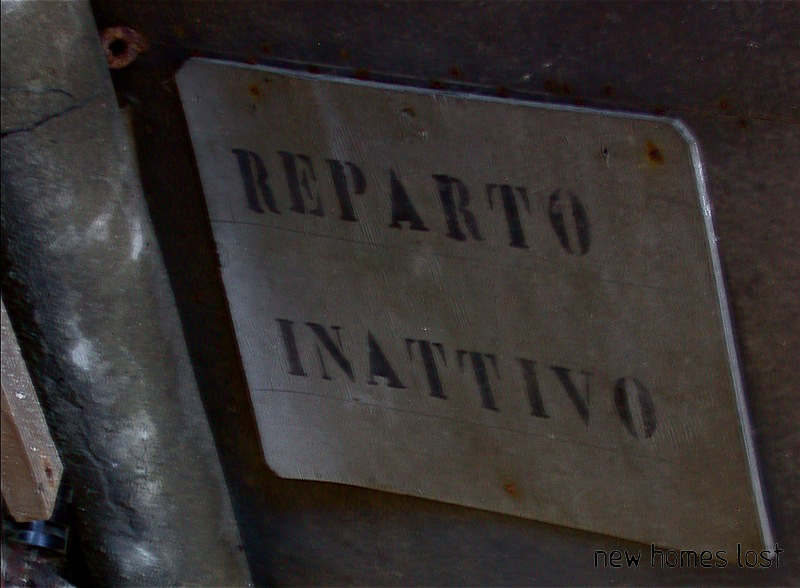 REPARTO
INATTIVO
new homes lost